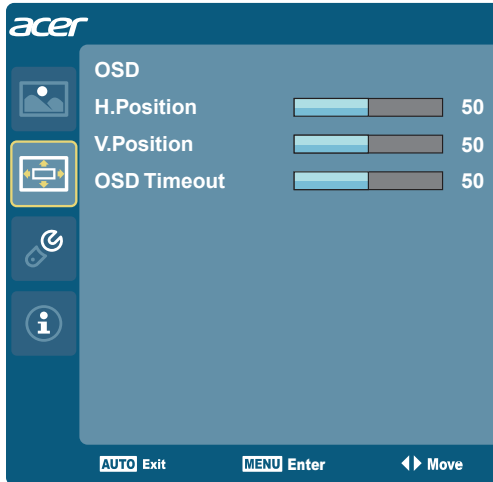 acer
OSD
H.Position 50
V.Position 50
OSD Timeout 50
AUTO Exit MENU Enter Move